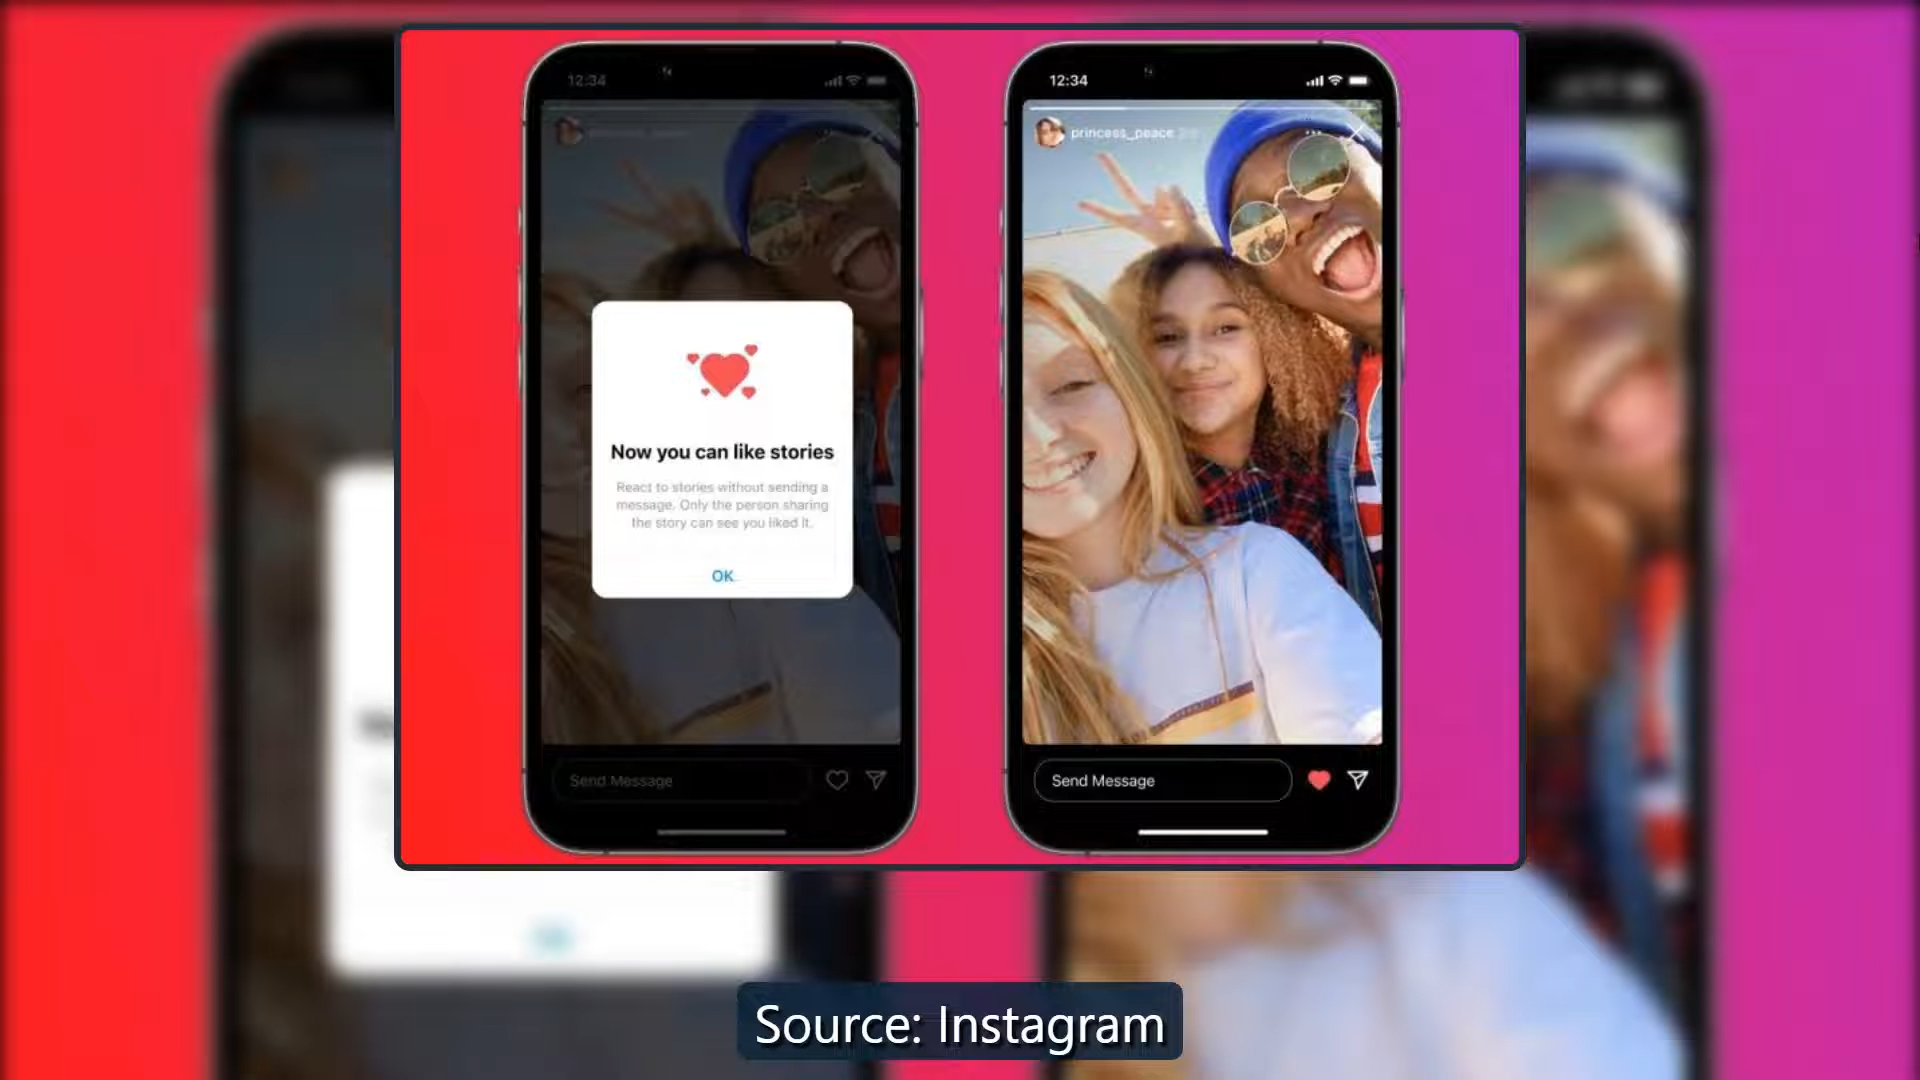 12:34
Now you can like stories
React to stories without sending a
message. Only the person sharing
the story can see you liked it.
OK
Send Message
12:34
princess_peace
Send Message
Source: Instagram